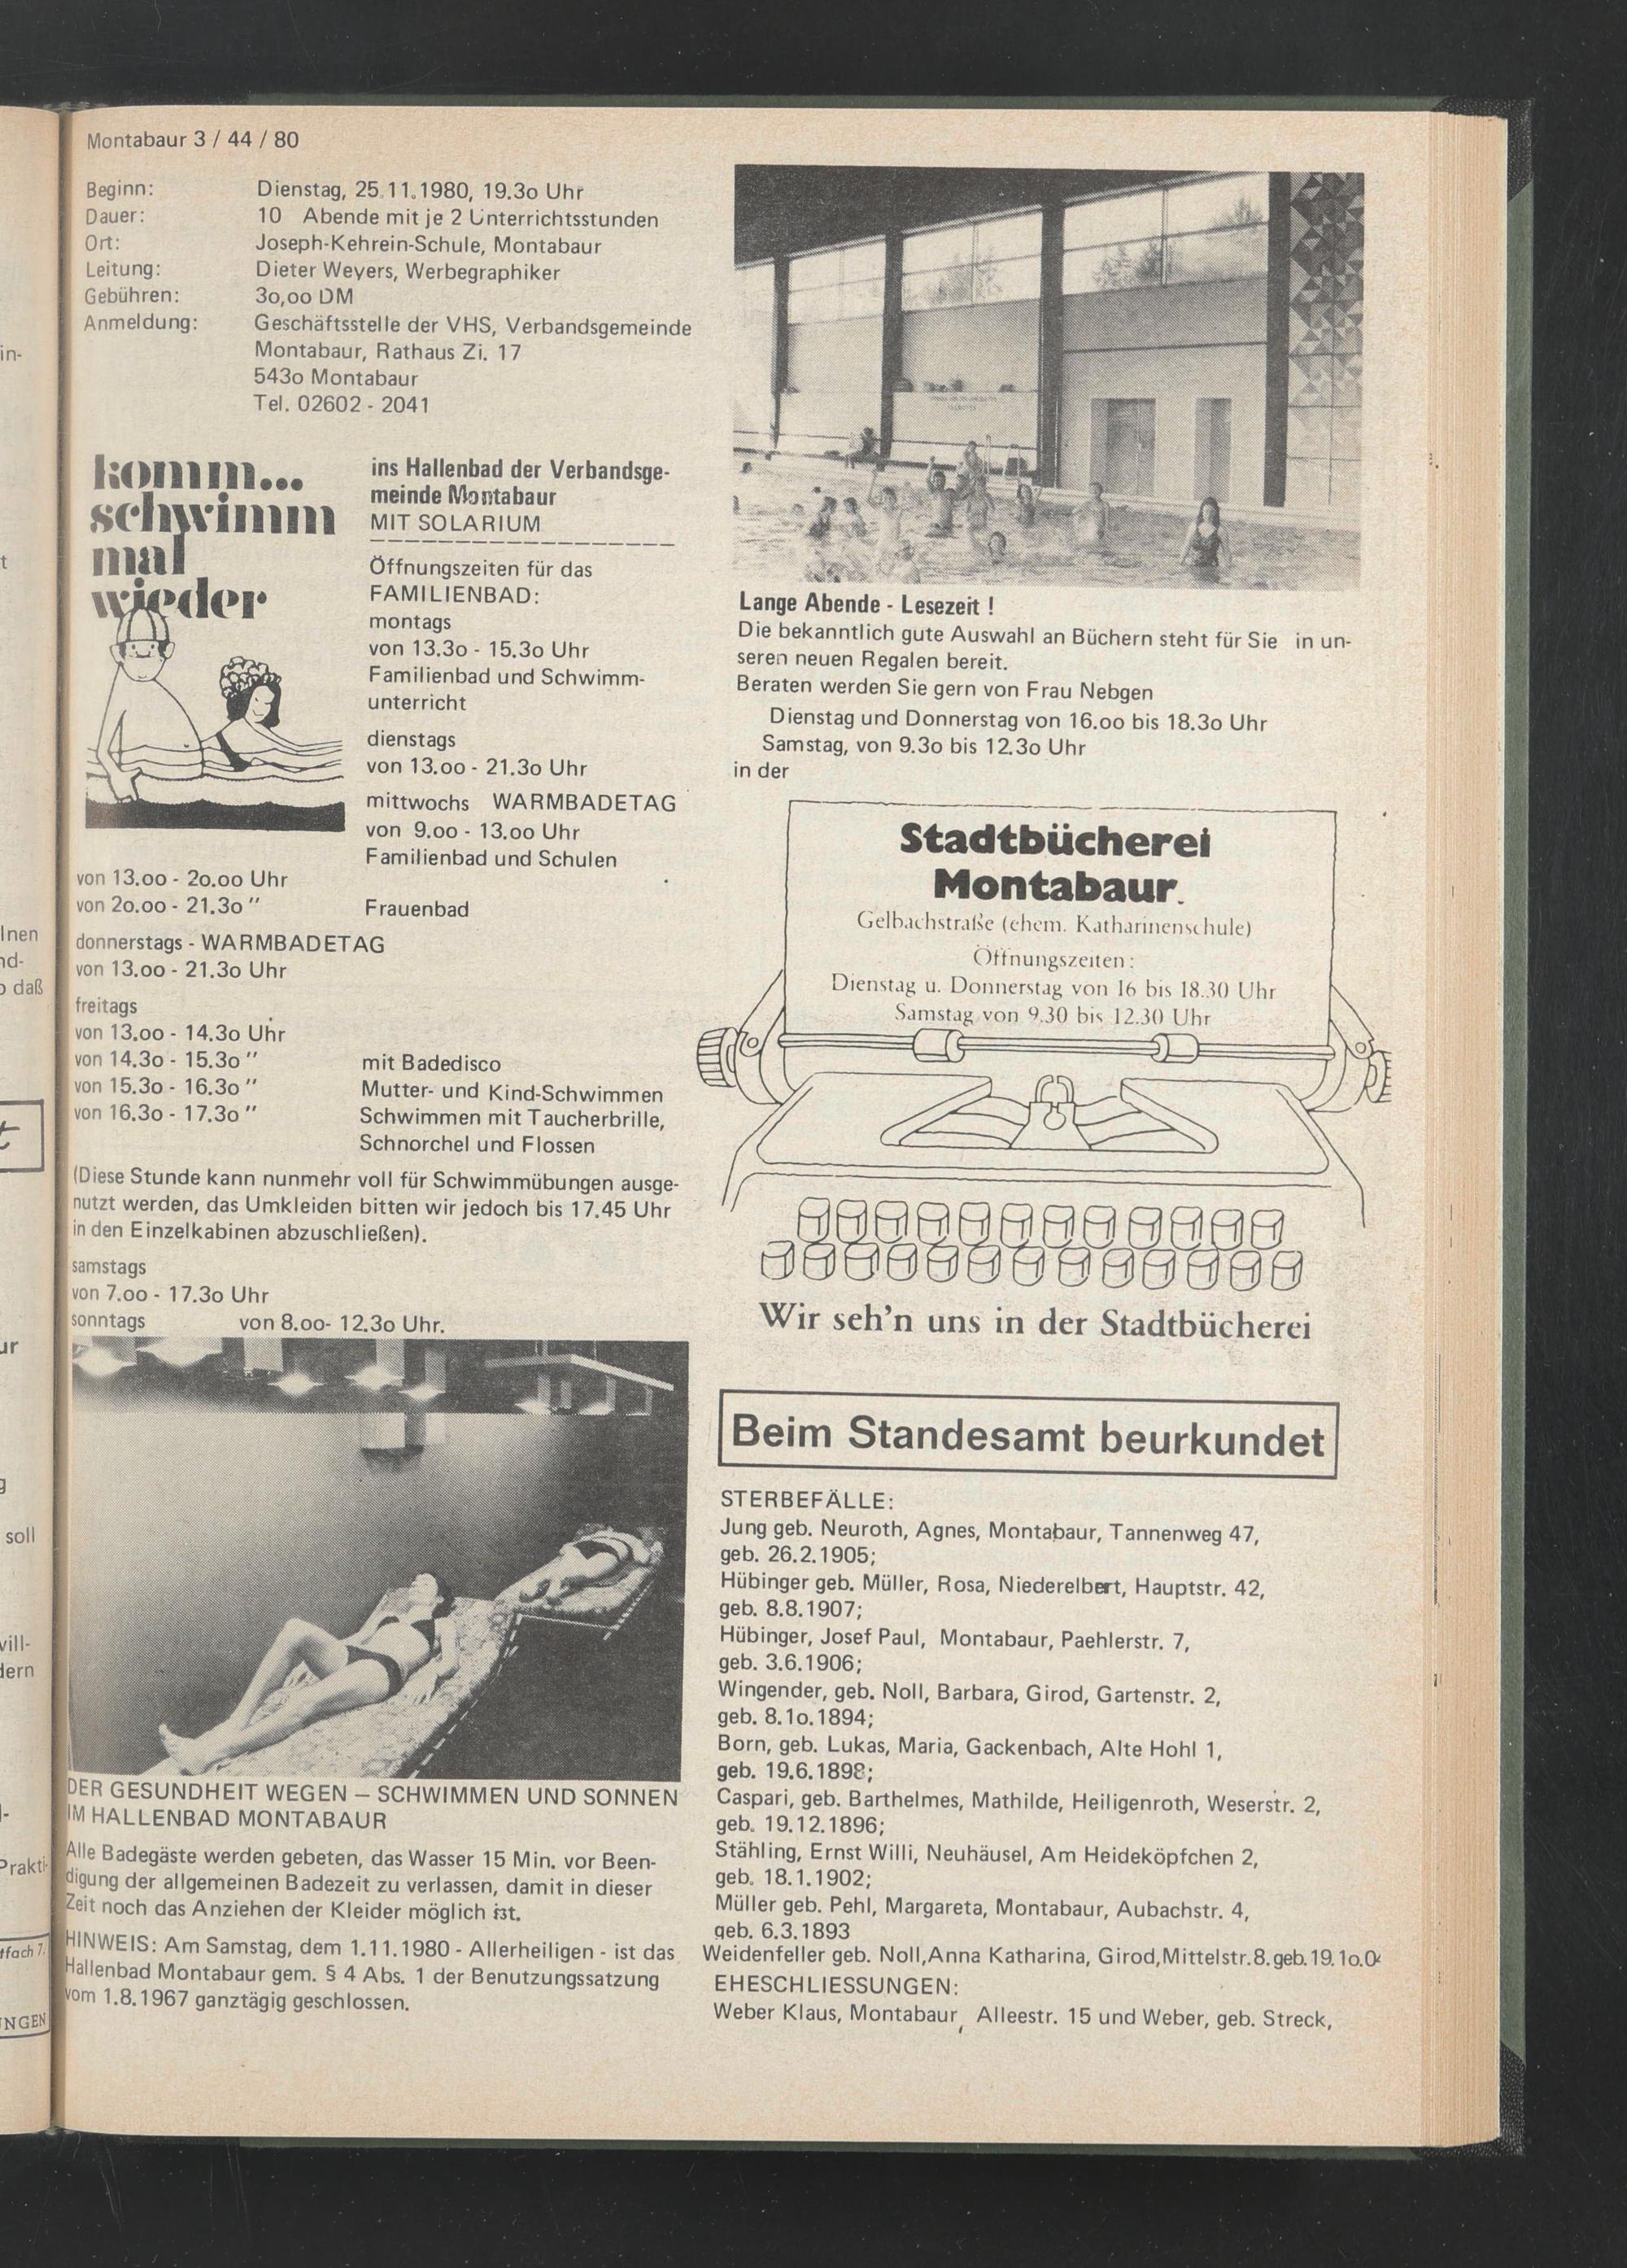 Montabaur 3 / 44 / 80
Beginn: Dienstag, 25.11.1980, 19.3o Uhr
Dauer: 10 Abende mit je 2 Unterrichtsstunden
Ort: Joseph-Kehrein-Schule, Montabaur
Leitung: Dieter Weyers, Werbegraphiker
Gebühren: 3o,oo DM
Anmeldung: Geschäftsstelle der VHS, Verbandsgemeinde
Montabaur, Rathaus Zi. 17
543o Montabaur
Tel. 02602 - 2041
komm...
schwimm
mal
wieder
ins Hallenbad der Verbandsge-
meinde Montabaur
MIT SOLARIUM
Öffnungszeiten für das
FAMILIENBAD:
montags
von 13.3o - 15.3o Uhr
Familienbad und Schwimm-
unterricht
dienstags
von 13.oo - 21.3o Uhr
mittwochs WARMBADETAG
von 9.oo - 13.oo Uhr
Familienbad und Schulen
von 13.oo - 2o.oo Uhr
von 2o.oo - 21.3o " Frauenbad
donnerstags - WARMBADETAG
von 13.oo - 21.3o Uhr
freitags
von 13.oo - 14.3o Uhr
von 14.3o - 15.3o " mit Badedisco
von 15.3o - 16.3o " Mutter- und Kind-Schwimmen
von 16.3o - 17.3o " Schwimmen mit Taucherbrille,
Schnorchel und Flossen
(Diese Stunde kann nunmehr voll für Schwimmübungen ausge-
nutzt werden, das Umkleiden bitten wir jedoch bis 17.45 Uhr
in den Einzelkabinen abzuschließen).
samstags
von 7.oo - 17.3o Uhr
sonntags von 8.oo- 12.3o Uhr.
DER GESUNDHEIT WEGEN – SCHWIMMEN UND SONNEN
IM HALLENBAD MONTABAUR
Alle Badegäste werden gebeten, das Wasser 15 Min. vor Been-
digung der allgemeinen Badezeit zu verlassen, damit in dieser
Zeit noch das Anziehen der Kleider möglich ist.
HINWEIS: Am Samstag, dem 1.11.1980 - Allerheiligen - ist das
Hallenbad Montabaur gem. § 4 Abs. 1 der Benutzungssatzung
vom 1.8.1967 ganztägig geschlossen.
Lange Abende - Lesezeit !
Die bekanntlich gute Auswahl an Büchern steht für Sie in un-
seren neuen Regalen bereit.
Beraten werden Sie gern von Frau Nebgen
Dienstag und Donnerstag von 16.oo bis 18.3o Uhr
Samstag, von 9.3o bis 12.3o Uhr
in der
Stadtbücherei
Montabaur.
Gelbachstraße (ehem. Katharinenschule)
Öffnungszeiten:
Dienstag u. Donnerstag von 16 bis 18.30 Uhr
Samstag von 9.30 bis 12.30 Uhr
Wir seh'n uns in der Stadtbücherei
Beim Standesamt beurkundet
STERBEFÄLLE:
Jung geb. Neuroth, Agnes, Montabaur, Tannenweg 47,
geb. 26.2.1905;
Hübinger geb. Müller, Rosa, Niederelbert, Hauptstr. 42,
geb. 8.8.1907;
Hübinger, Josef Paul, Montabaur, Paehlerstr. 7,
geb. 3.6.1906;
Wingender, geb. Noll, Barbara, Girod, Gartenstr. 2,
geb. 8.1o.1894;
Born, geb. Lukas, Maria, Gackenbach, Alte Hohl 1,
geb. 19.6.1898;
Caspari, geb. Barthelmes, Mathilde, Heiligenroth, Weserstr. 2,
geb. 19.12.1896;
Stähling, Ernst Willi, Neuhäusel, Am Heideköpfchen 2,
geb. 18.1.1902;
Müller geb. Pehl, Margareta, Montabaur, Aubachstr. 4,
geb. 6.3.1893
Weidenfeller geb. Noll,Anna Katharina, Girod,Mittelstr.8.geb.19.1o.0
EHESCHLIESSUNGEN:
Weber Klaus, Montabaur, Alleestr. 15 und Weber, geb. Streck,